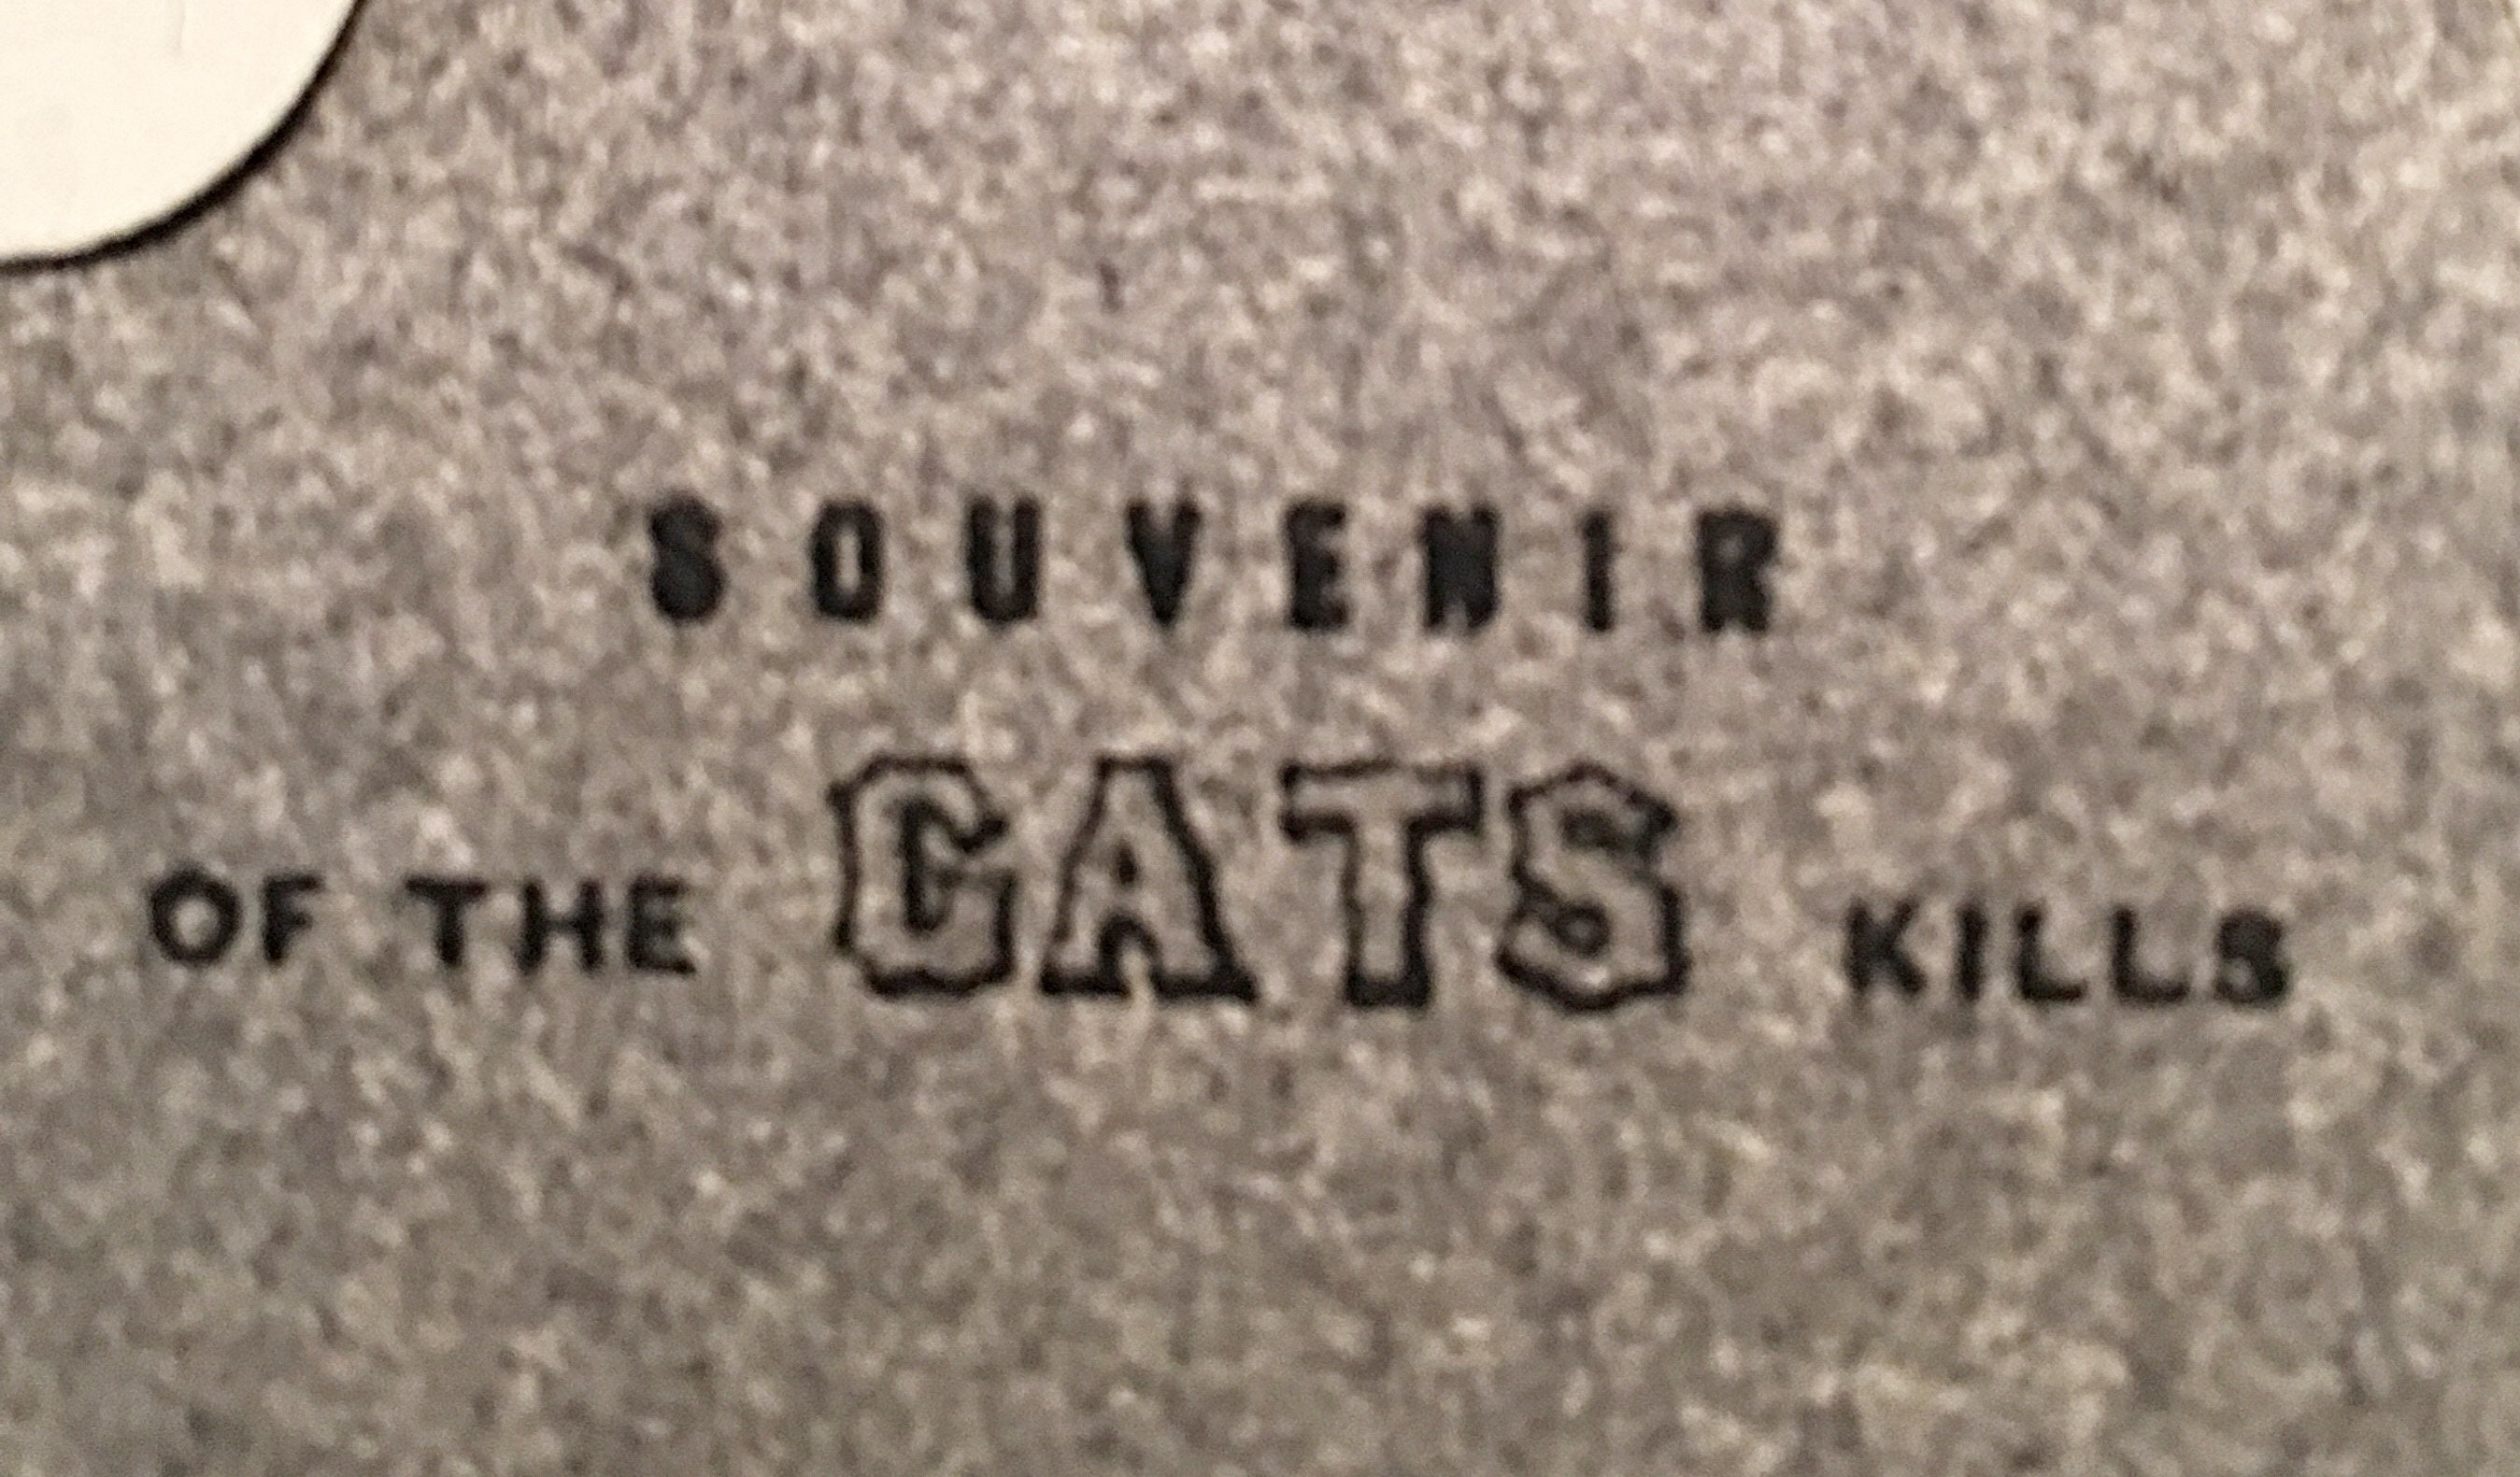 SOUVENIR
OF THE CATS KILLS